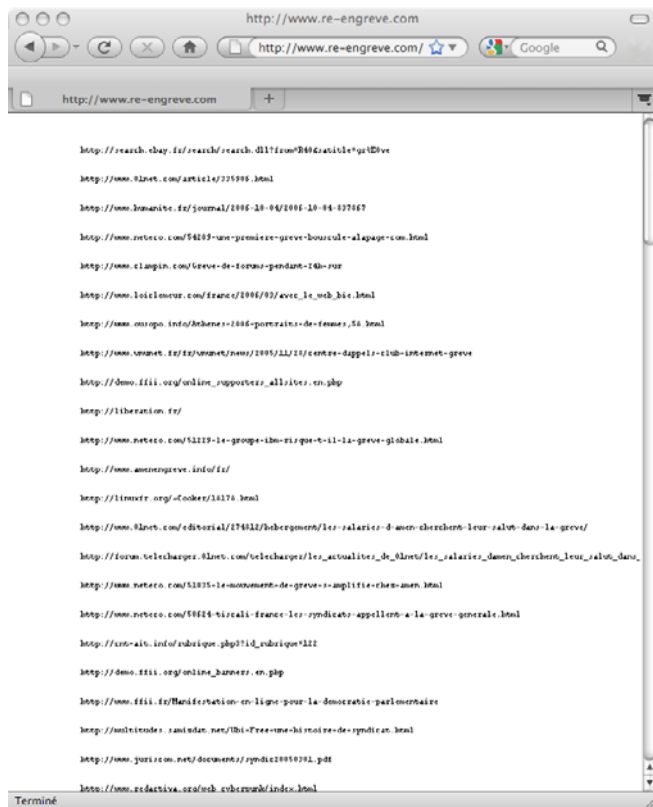 http://www.re-engreve.com
http://www.re-engreve.com/
Google
http://www.re-engreve.com
+
http://search.ebay.fr/search/search.dll?from=R40&satitle=gr%E8ve
http://www.01net.com/article/335906.html
http://www.humanite.fr/journal/2006-10-04/2006-10-04-837867
http://www.neteco.com/54209-une-premiere-greve-bouscule-alapage-com.html
http://www.clampin.com/Greve-de-forums-pendant-24h-sur
http://www.loiclemeur.com/france/2006/03/avec_le_web_bie.html
http://www.ousopo.info/Athenes-2006-portraits-de-femmes,58.html
http://www.vnunet.fr/fr/vnunet/news/2005/11/28/centre-dappels-club-internet-greve
http://demo.ffii.org/online_supporters_allsites.en.php
http://liberation.fr/
http://www.neteco.com/51229-le-groupe-ibm-risque-t-il-la-greve-globale.html
http://www.amenengreve.info/fr/
http://linuxfr.org/~Cooker/18178.html
http://www.01net.com/editorial/274812/hebergement/les-salaries-d-amen-cherchent-leur-salut-dans-la-greve/
http://forum.telecharger.01net.com/telecharger/les_actualites_de_01net/les_salaries_damen_cherchent_leur_salut_dans_
http://www.neteco.com/51035-le-mouvement-de-greve-s-amplifie-chez-amen.html
http://www.neteco.com/50624-tiscali-france-les-syndicats-appellent-a-la-greve-generale.html
http://cnt-ait.info/rubrique.php3?id_rubrique=122
http://demo.ffii.org/online_banners.en.php
http://www.ffii.fr/Manifestation-en-ligne-pour-la-democratie-parlementaire
http://multitudes.samizdat.net/Ubi-Free-une-histoire-de-syndicat.html
http://www.juriscom.net/documents/syndic20050301.pdf
http://www.redactiva.org/web_cyberpunk/index.html
Terminé